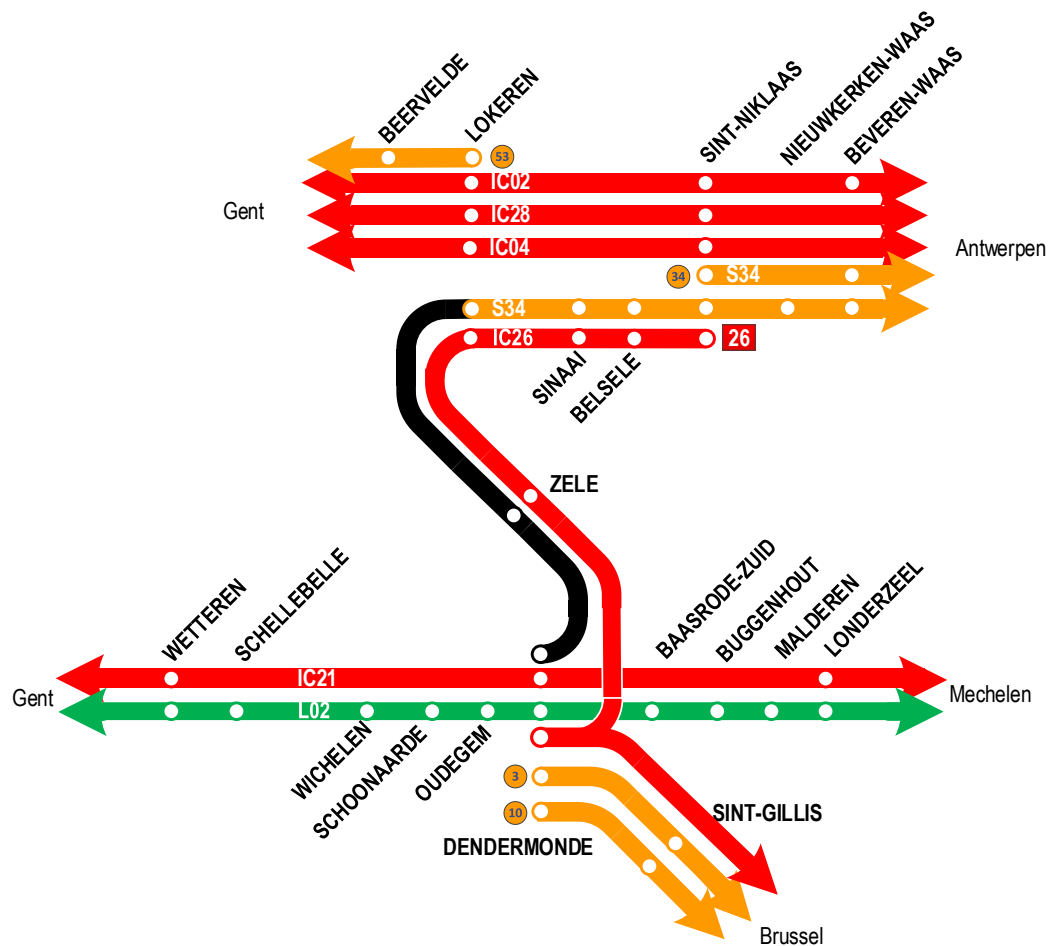 BEERVELDE
LOKEREN
SINT-NIKLAAS
NIEUWKERKEN-WAAS
BEVEREN-WAAS
53
IC02
Gent
IC28
IC04
Antwerpen
34
S34
S34
IC26
26
SINAAI
BELSELE
ZELE
WETTEREN
SCHELLEBELLE
BAASRODE-ZUID
BUGGENHOUT
MALDEREN
LONDERZEEL
IC21
Gent
Mechelen
L02
WICHELEN
SCHOONAARDE
OUDEGEM
3
10
SINT-GILLIS
DENDERMONDE
Brussel